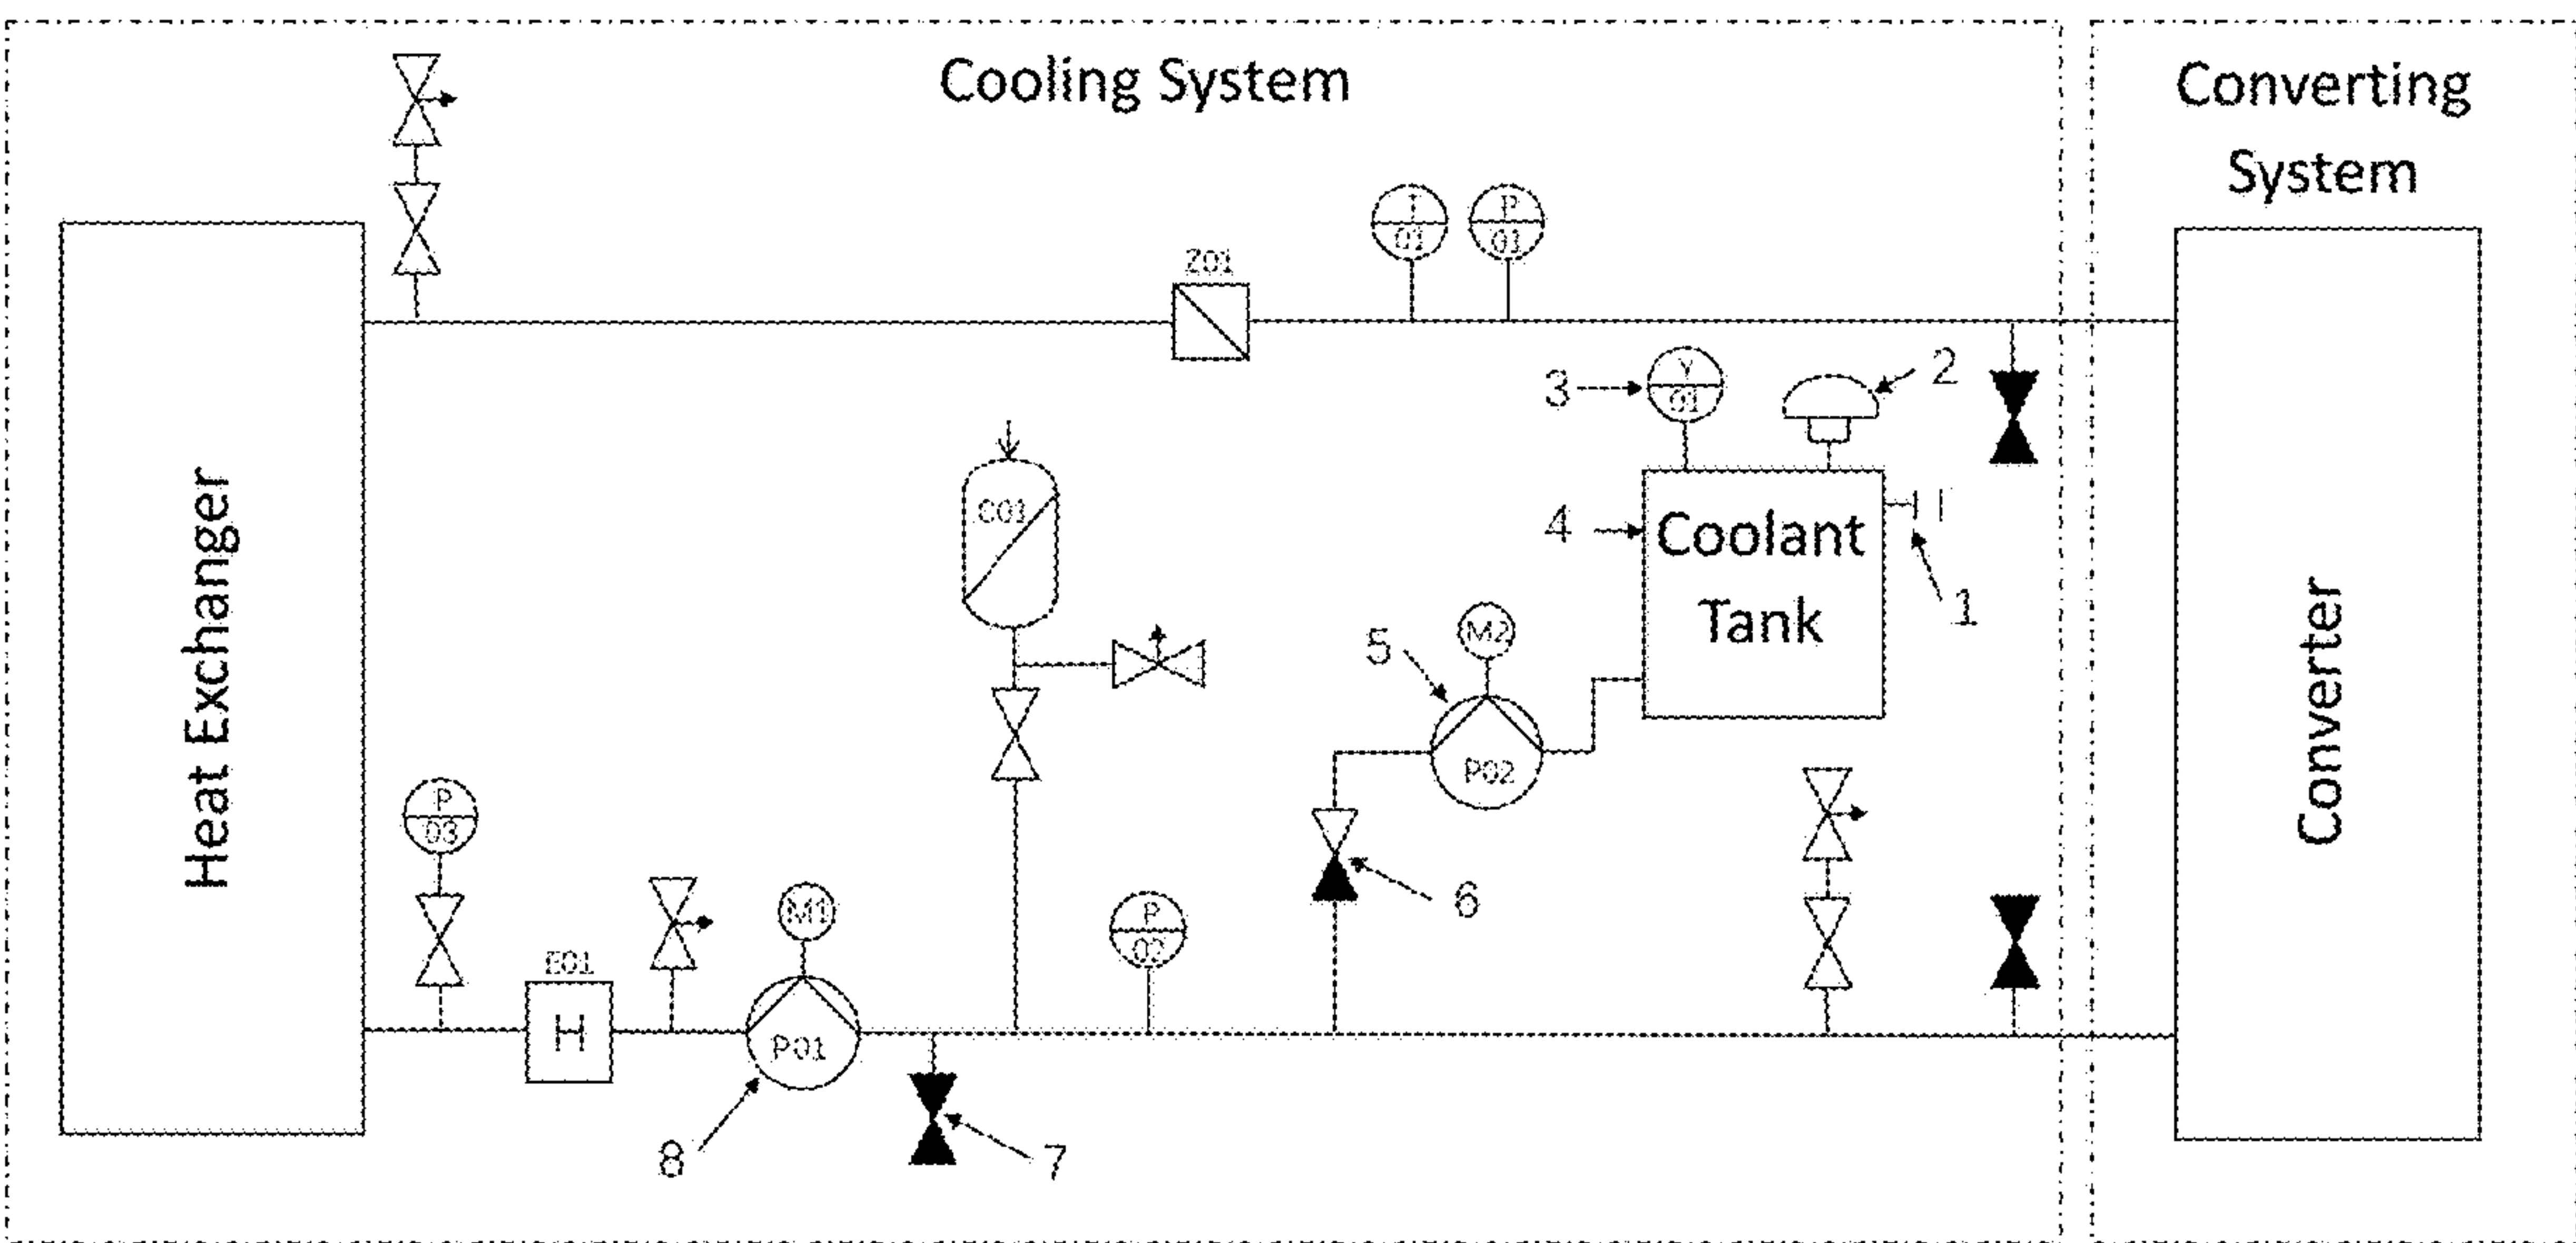 Cooling System
Converting
System
Z01
T
01
P
01
3
V
01
2
C01
4
Coolant
Tank
1
Heat Exchanger
Converter
5
M2
P02
P
03
6
M1
P
02
E01
H
P01
8
7